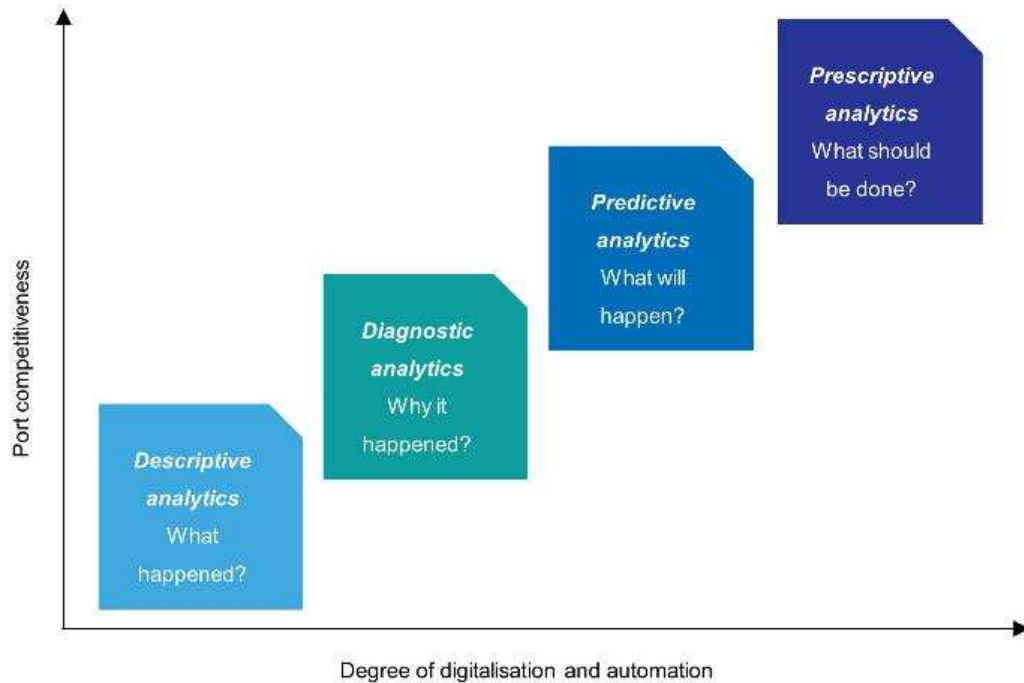 Prescriptive
analytics
What should
be done?
Predictive
analytics
What will
happen?
Diagnostic
analytics
Why it
happened?
Descriptive
analytics
What
happened?
Port competitiveness
Degree of digitalisation and automation